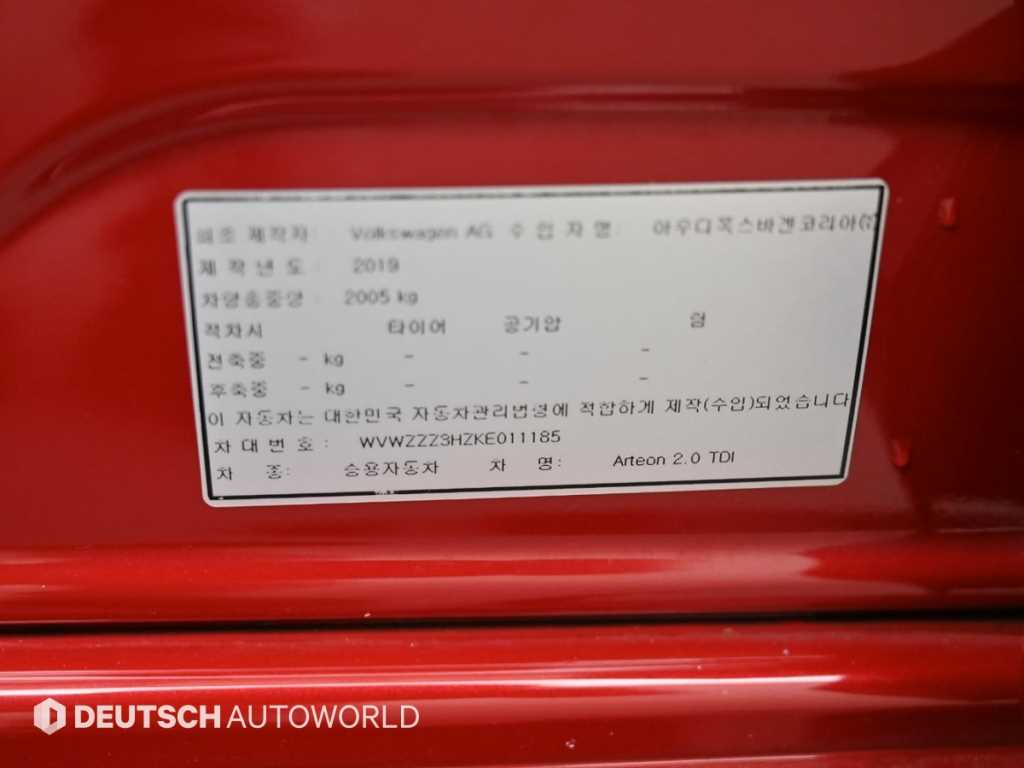 최초 제작자: Volkswagen AG 수 입 자 명: 아우디폭스바겐코리아(주)
제 작 년 도 : 2019
차량총중량 : 2005 kg
적차시 타이어 공기압 림
전축중 - kg - - -
후축중 - kg - - -
이 자동차는 대한민국 자동차관리법령에 적합하게 제작(수입)되었습니다
차 대 번 호 : WVWZZZ3HZKE011185
차 종: 승용자동차 차 명: Arteon 2.0 TDI
DEUTSCH AUTOWORLD